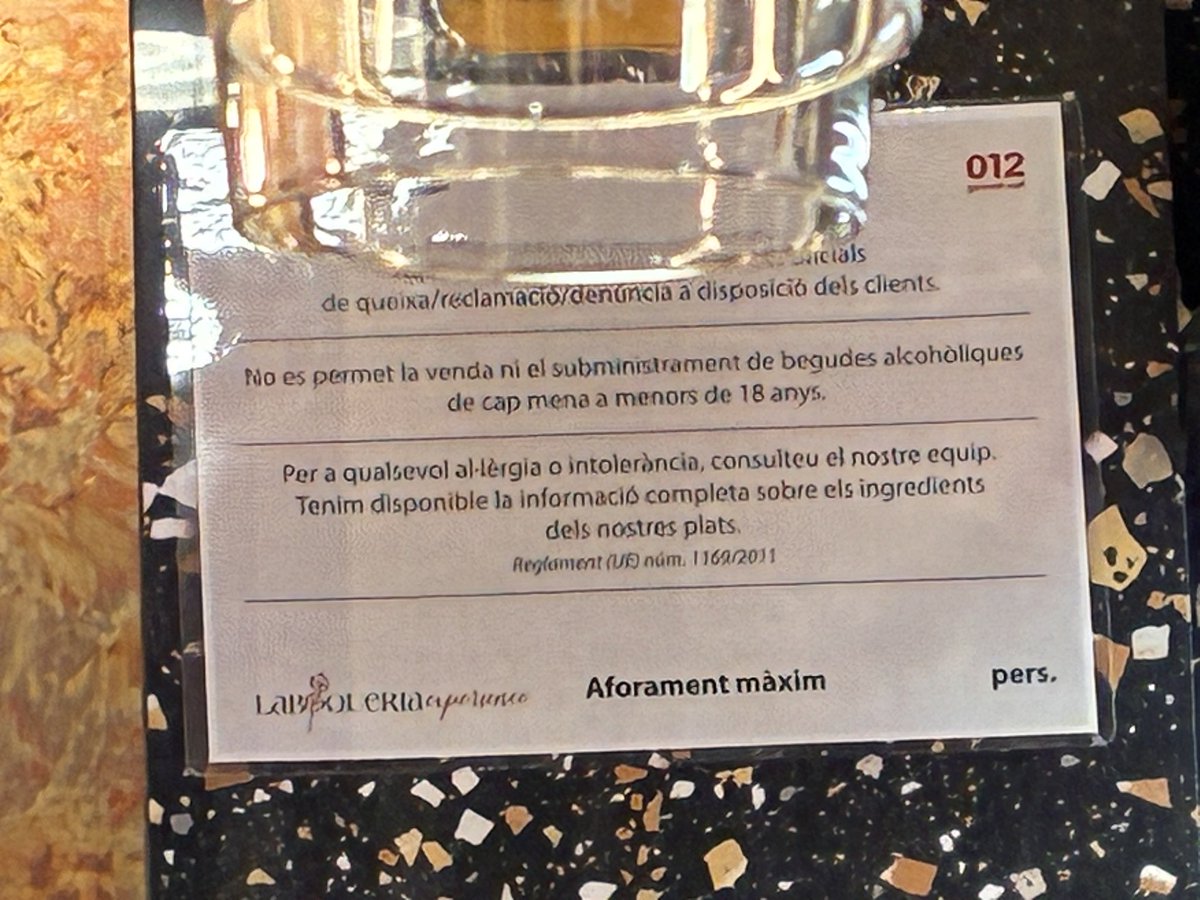 012
de queixa/reclamació/denúncia a disposició dels clients.
No es permet la venda ni el subministrament de begudes alcohòliques
de cap mena a menors de 18 anys.
Per a qualsevol al·lèrgia o intolerància, consulteu el nostre equip.
Tenim disponible la informació completa sobre els ingredients
dels nostres plats.
Reglament (UE) núm. 1169/2011
Aforament màxim pers.